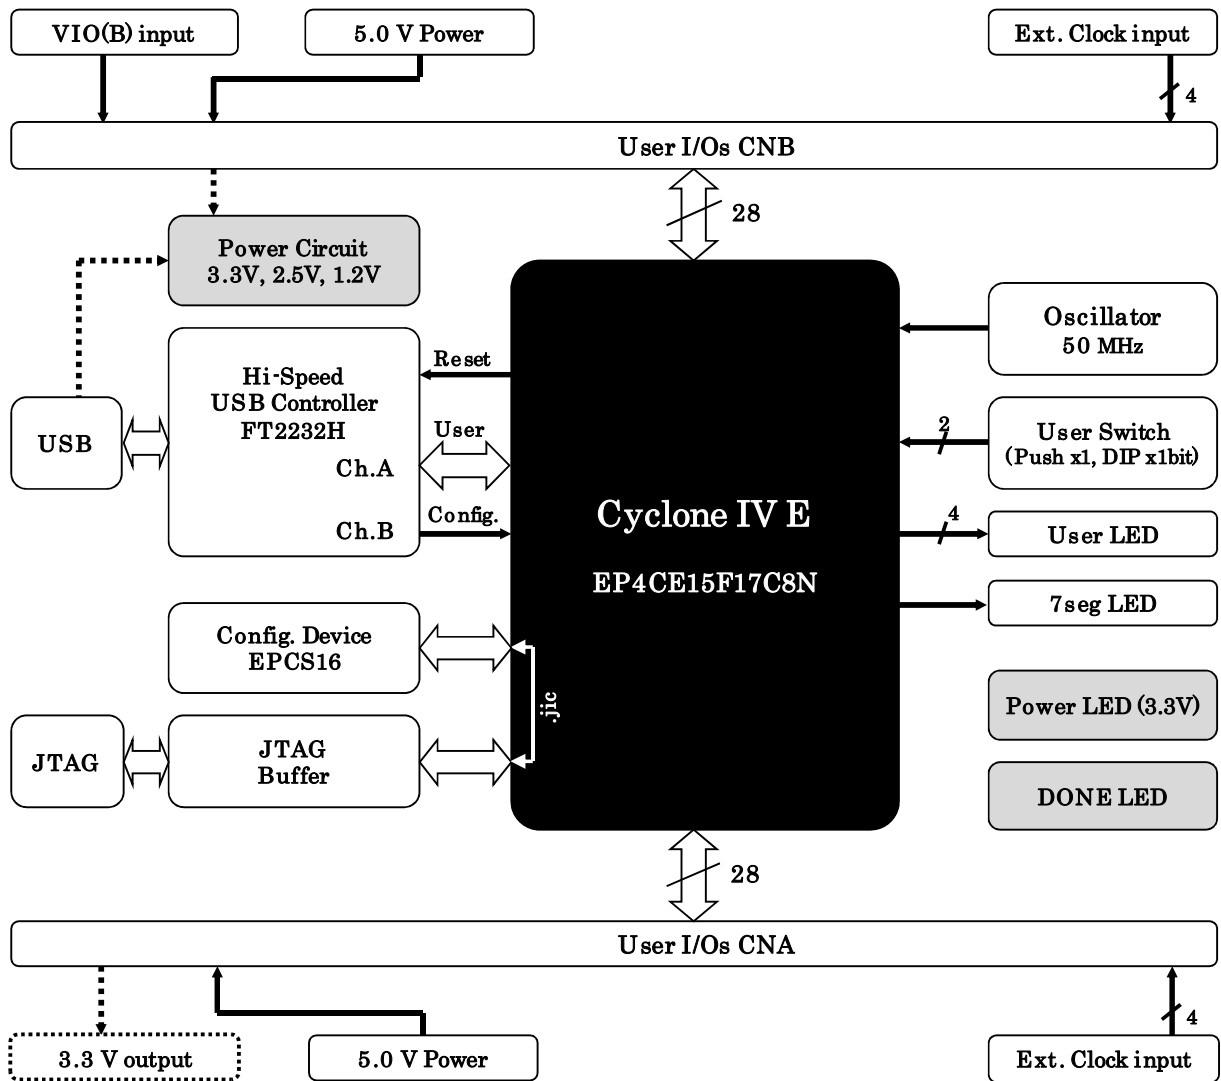 VIO(B) input
5.0 V Power
Ext. Clock input
4
User I/Os CNB
28
Power Circuit
3.3V, 2.5V, 1.2V
Oscillator
50 MHz
Hi-Speed
USB Controller
FT2232H
Reset
User
Ch.A
Config.
Ch.B
USB
2
User Switch
(Push x1, DIP x1bit)
Cyclone IV E
EP4CE15F17C8N
4
User LED
7seg LED
Config. Device
EPCS16
.jic
Power LED (3.3V)
JTAG
JTAG
Buffer
DONE LED
28
User I/Os CNA
4
3.3 V output
5.0 V Power
Ext. Clock input